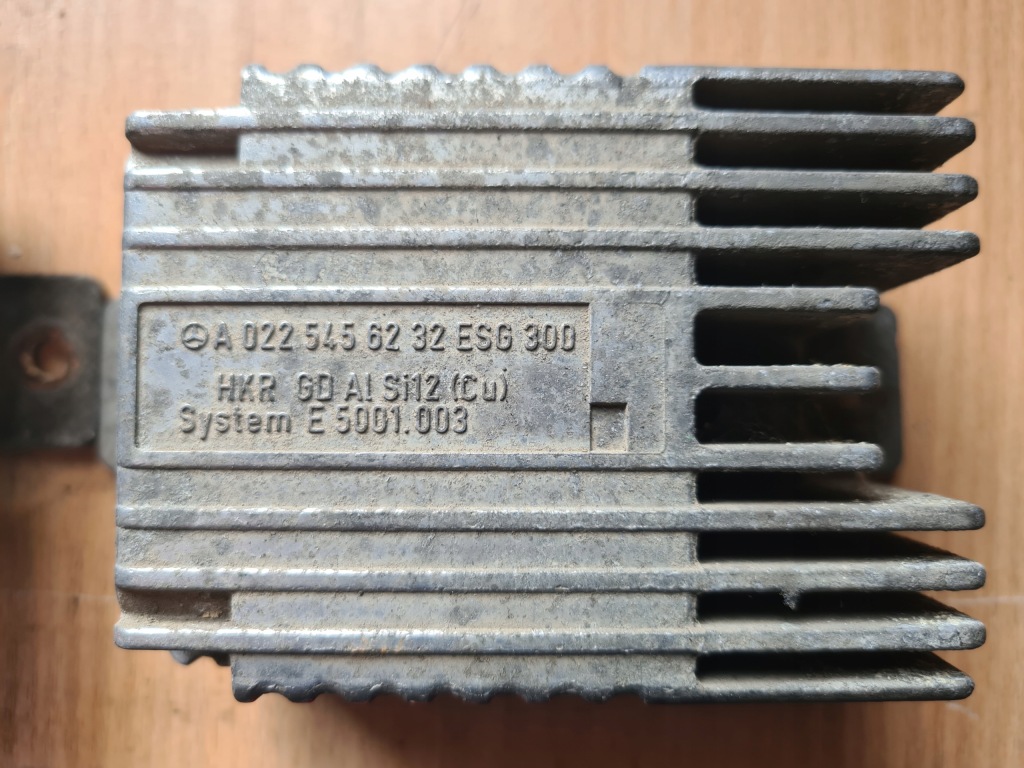 A 022 545 62 32 ESG 300
HKR GD Al Si12 (Cu)
System E 5001.003